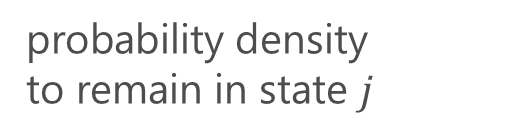 probability density
to remain in state j